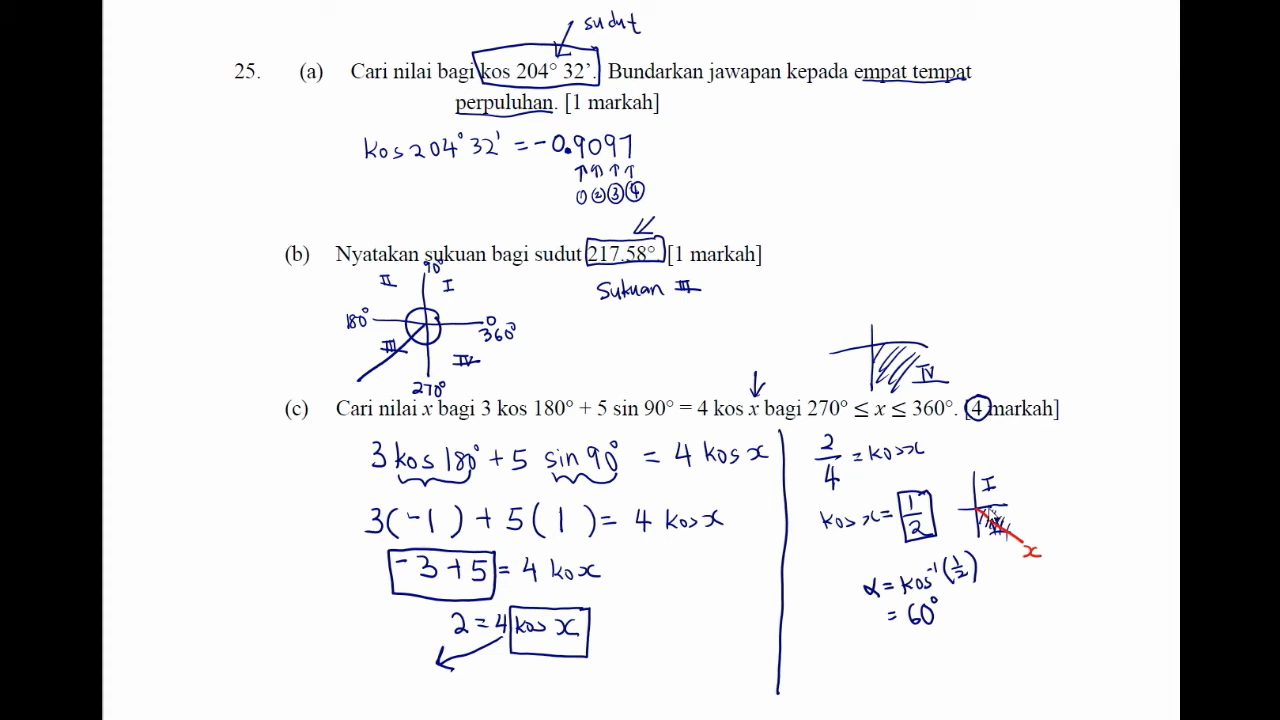 sudut
25. (a) Cari nilai bagi kos 204° 32’. Bundarkan jawapan kepada empat tempat
perpuluhan. [1 markah]
kos 204° 32' = -0.9097
① ② ③ ④
(b) Nyatakan sukuan bagi sudut 217.58° [1 markah]
Sukuan III
90°
II I
180° 0
360°
III IV
270°
IV
(c) Cari nilai x bagi 3 kos 180° + 5 sin 90° = 4 kos x bagi 270° ≤ x ≤ 360°. [4 markah]
3 kos 180° + 5 sin 90° = 4 kos x
3(-1) + 5(1) = 4 kos x
-3 + 5 = 4 kos x
2 = 4 kos x
2/4 = kos x
kos x = 1/2
I
x
α = kos⁻¹(1/2)
= 60°